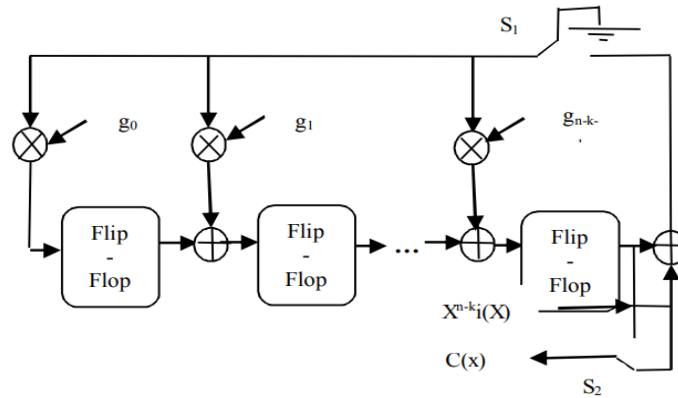 S₁
g₀
g₁
gₙ₋ₖ₋
Flip
-
Flop
Flip
-
Flop
...
Flip
-
Flop
Xⁿ⁻ᵏi(X)
C(x)
S₂